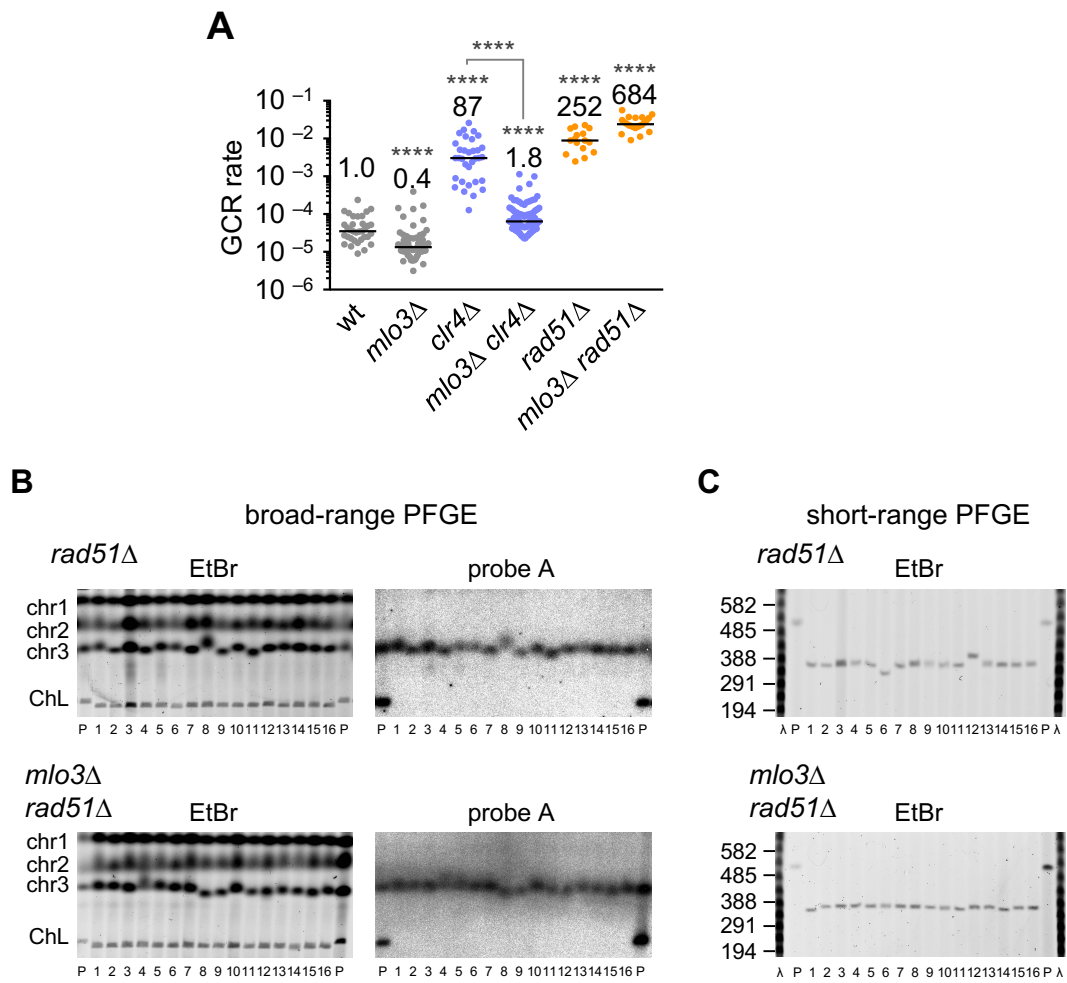 A
****
**** **** ****
87 252 684
**** ****
1.0 0.4 1.8
GCR rate
10 –1
10 –2
10 –3
10 –4
10 –5
10 –6
wt
mlo3Δ
clr4Δ
mlo3Δ clr4Δ
rad51Δ
mlo3Δ rad51Δ
B
broad-range PFGE
rad51Δ
EtBr probe A
chr1
chr2
chr3
ChL
P 1 2 3 4 5 6 7 8 9 10 11 12 13 14 15 16 P
P 1 2 3 4 5 6 7 8 9 10 11 12 13 14 15 16 P
mlo3Δ
rad51Δ
EtBr probe A
chr1
chr2
chr3
ChL
P 1 2 3 4 5 6 7 8 9 10 11 12 13 14 15 16 P
P 1 2 3 4 5 6 7 8 9 10 11 12 13 14 15 16 P
C
short-range PFGE
rad51Δ
EtBr
582
485
388
291
194
λ P 1 2 3 4 5 6 7 8 9 10 11 12 13 14 15 16 P λ
mlo3Δ
rad51Δ
EtBr
582
485
388
291
194
λ P 1 2 3 4 5 6 7 8 9 10 11 12 13 14 15 16 P λ